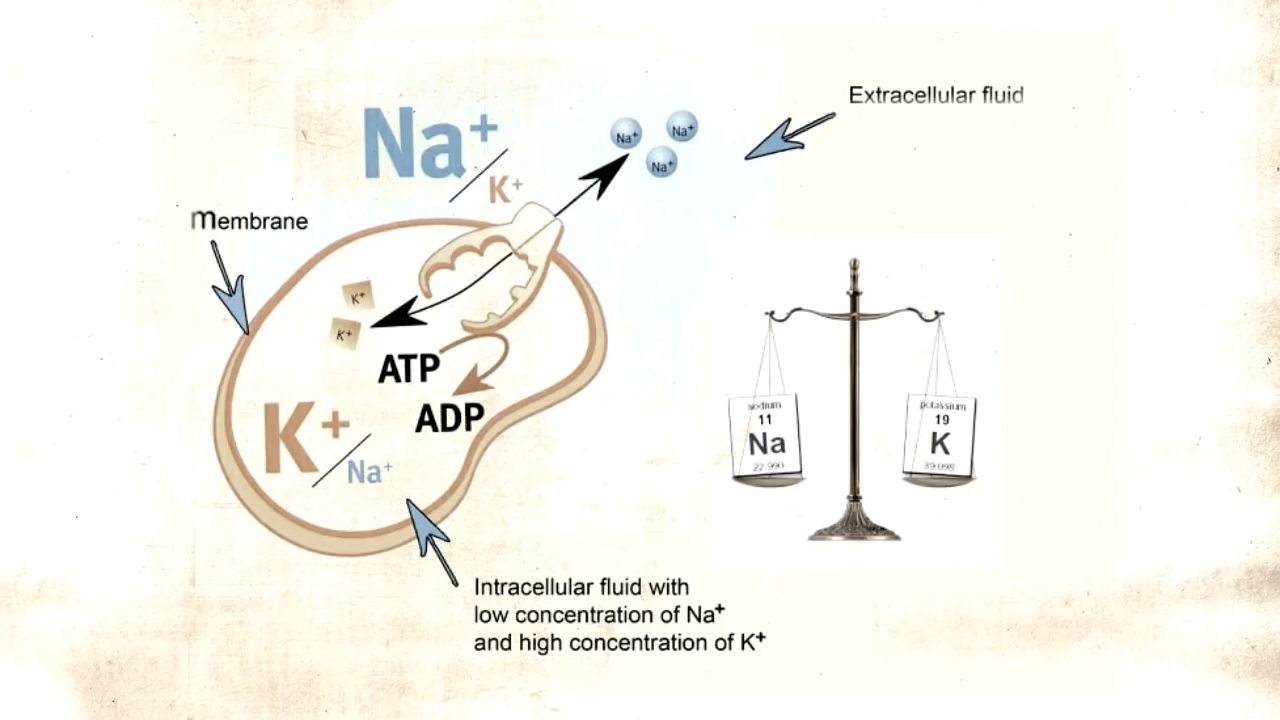 Extracellular fluid
Na+
K+
Na+
Na+
Na+
membrane
K+
K+
ATP
ADP
K+
Na+
sodium
11
Na
22.990
potassium
19
K
39.098
Intracellular fluid with
low concentration of Na+
and high concentration of K+